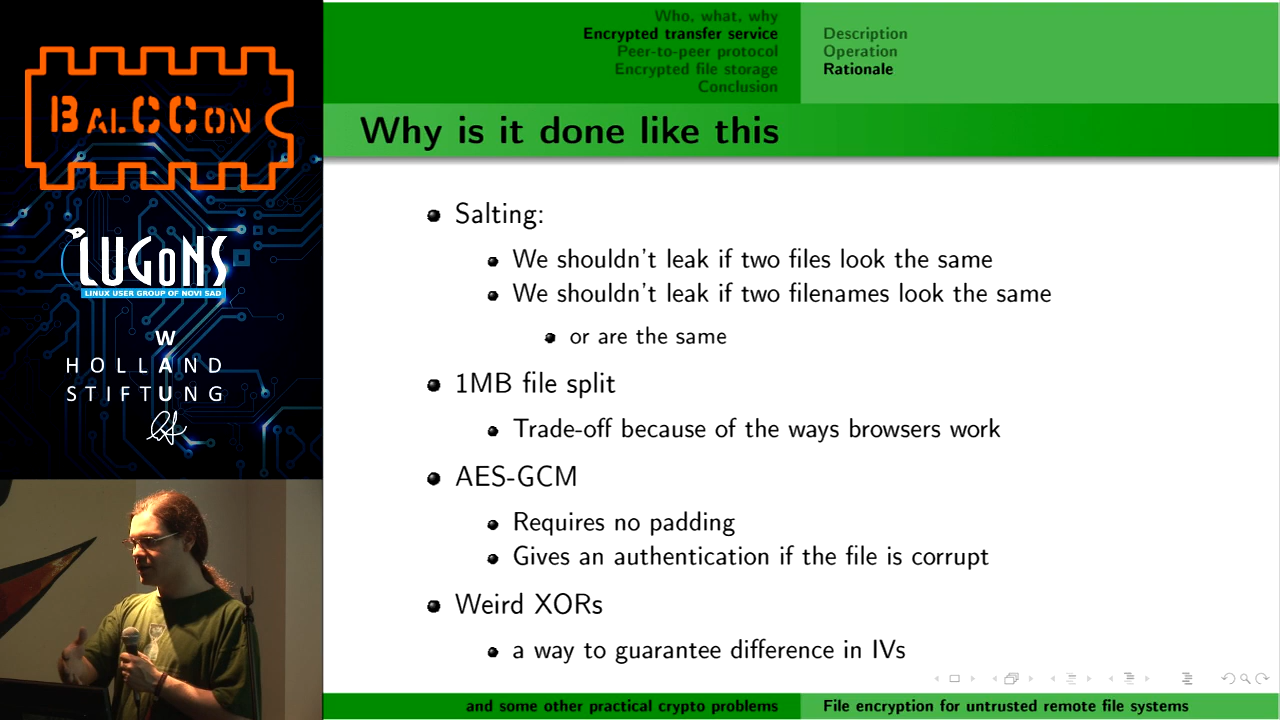 BALCCON
LUGoNS
LINUX USER GROUP OF NOVI SAD
W
HOLLAND
STIFTUNG
Who, what, why
Encrypted transfer service
Peer-to-peer protocol
Encrypted file storage
Conclusion
Description
Operation
Rationale
Why is it done like this
Salting:
We shouldn't leak if two files look the same
We shouldn't leak if two filenames look the same
or are the same
1MB file split
Trade-off because of the ways browsers work
AES-GCM
Requires no padding
Gives an authentication if the file is corrupt
Weird XORs
a way to guarantee difference in IVs
and some other practical crypto problems
File encryption for untrusted remote file systems